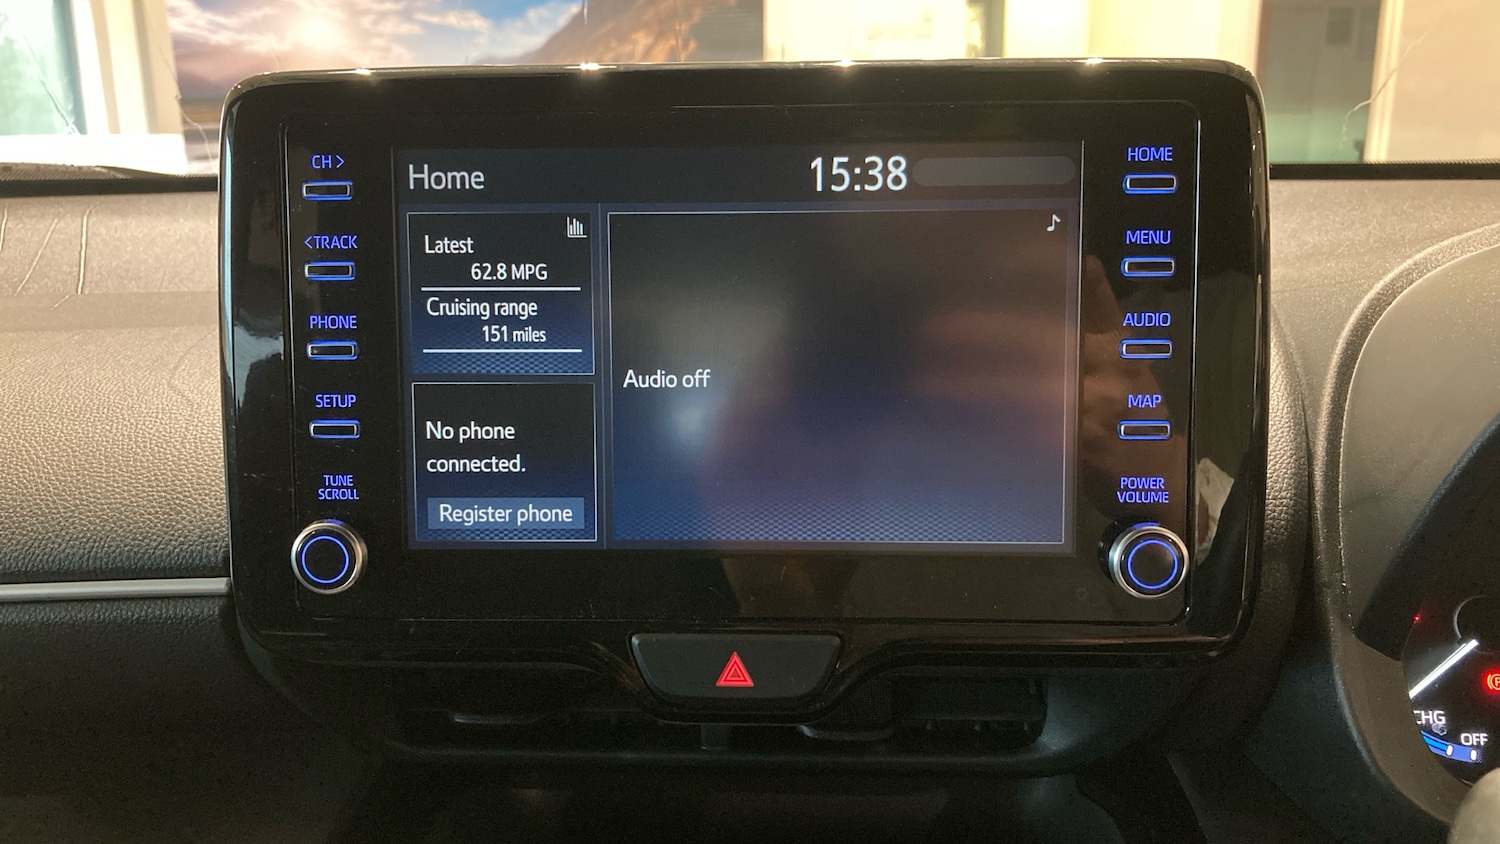 CH >
<TRACK
PHONE
SETUP
TUNE
SCROLL
Home
15:38
Latest
62.8 MPG
Cruising range
151 miles
No phone
connected.
Register phone
Audio off
HOME
MENU
AUDIO
MAP
POWER
VOLUME
CHG
OFF